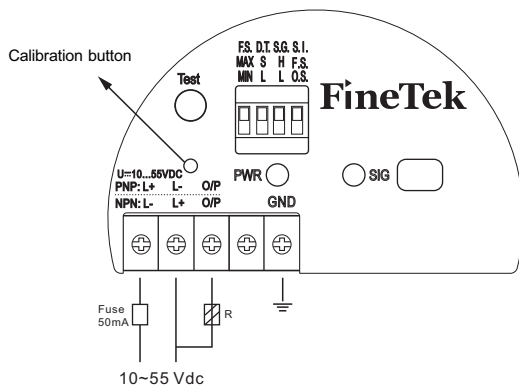 Calibration button
F.S. D.T. S.G. S.I.
MAX S H F.S.
MIN L L O.S.
Test
FineTek
U⎓10...55VDC
PWR
SIG
PNP: L+ L- O/P
NPN: L- L+ O/P
GND
Fuse
50mA
R
10~55 Vdc